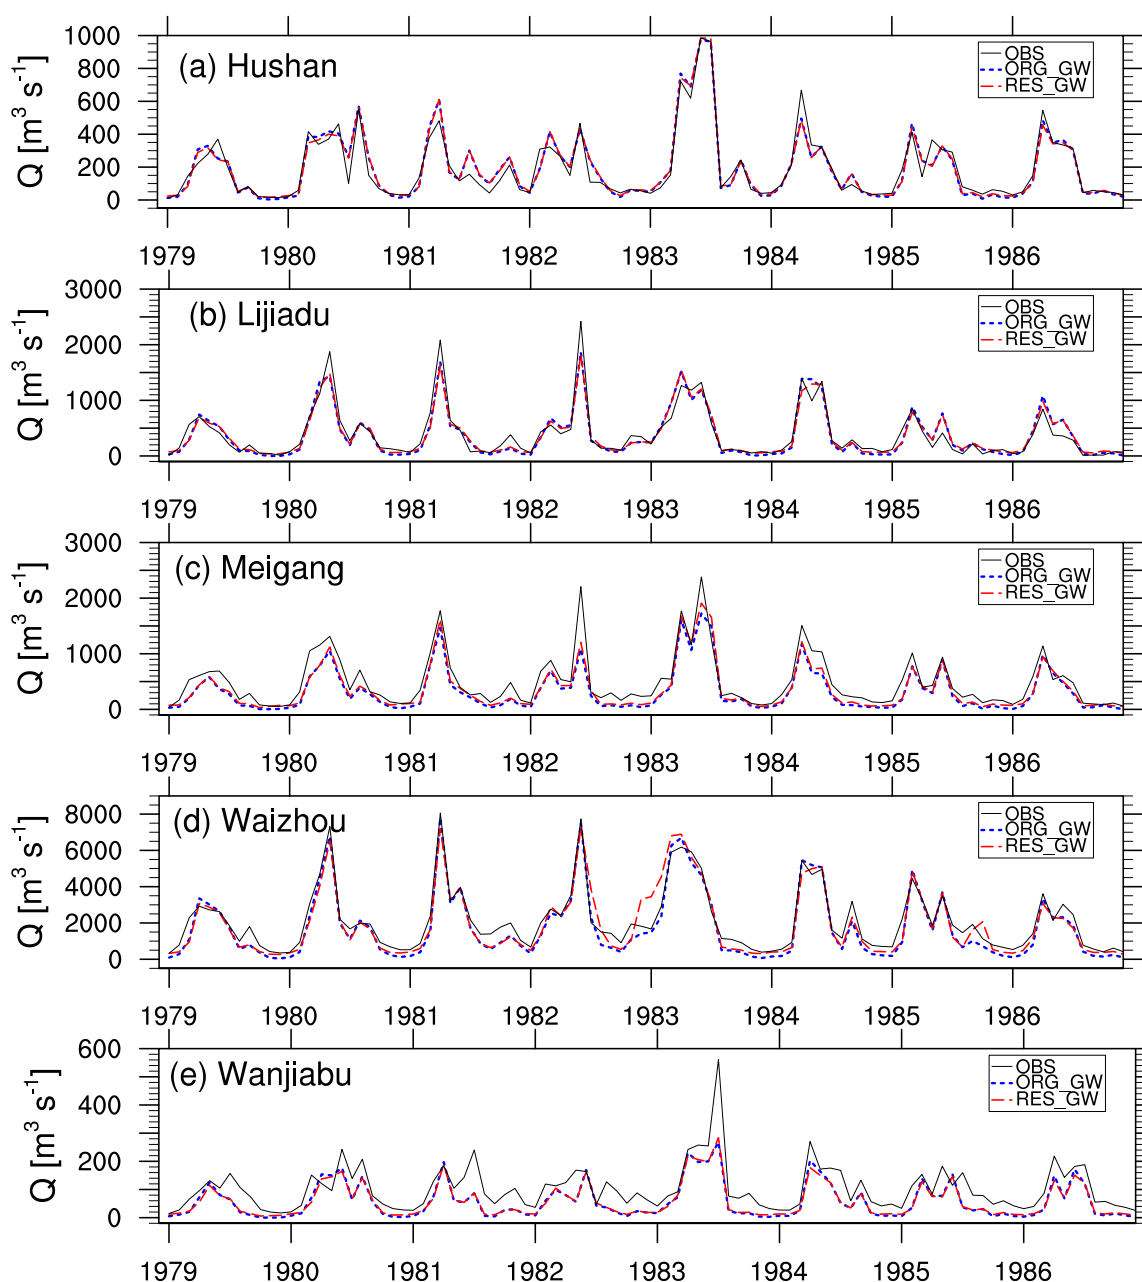 (a) Hushan
Q [m³ s⁻¹]
1000
800
600
400
200
0
OBS
ORG_GW
RES_GW
1979 1980 1981 1982 1983 1984 1985 1986
(b) Lijiadu
Q [m³ s⁻¹]
3000
2000
1000
0
OBS
ORG_GW
RES_GW
1979 1980 1981 1982 1983 1984 1985 1986
(c) Meigang
Q [m³ s⁻¹]
3000
2000
1000
0
OBS
ORG_GW
RES_GW
1979 1980 1981 1982 1983 1984 1985 1986
(d) Waizhou
Q [m³ s⁻¹]
8000
6000
4000
2000
0
OBS
ORG_GW
RES_GW
1979 1980 1981 1982 1983 1984 1985 1986
(e) Wanjiabu
Q [m³ s⁻¹]
600
400
200
0
OBS
ORG_GW
RES_GW
1979 1980 1981 1982 1983 1984 1985 1986